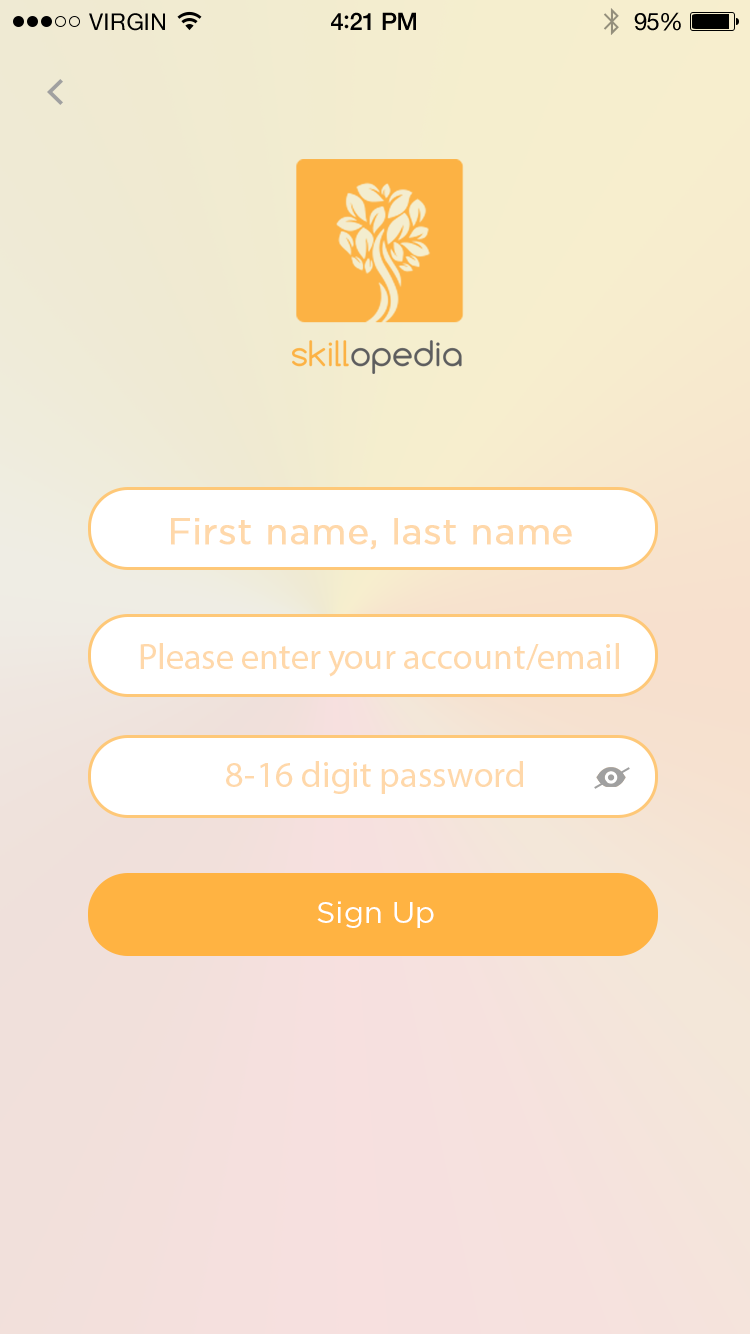 VIRGIN 4:21 PM 95%
skillopedia
First name, last name
Please enter your account/email
8-16 digit password
Sign Up